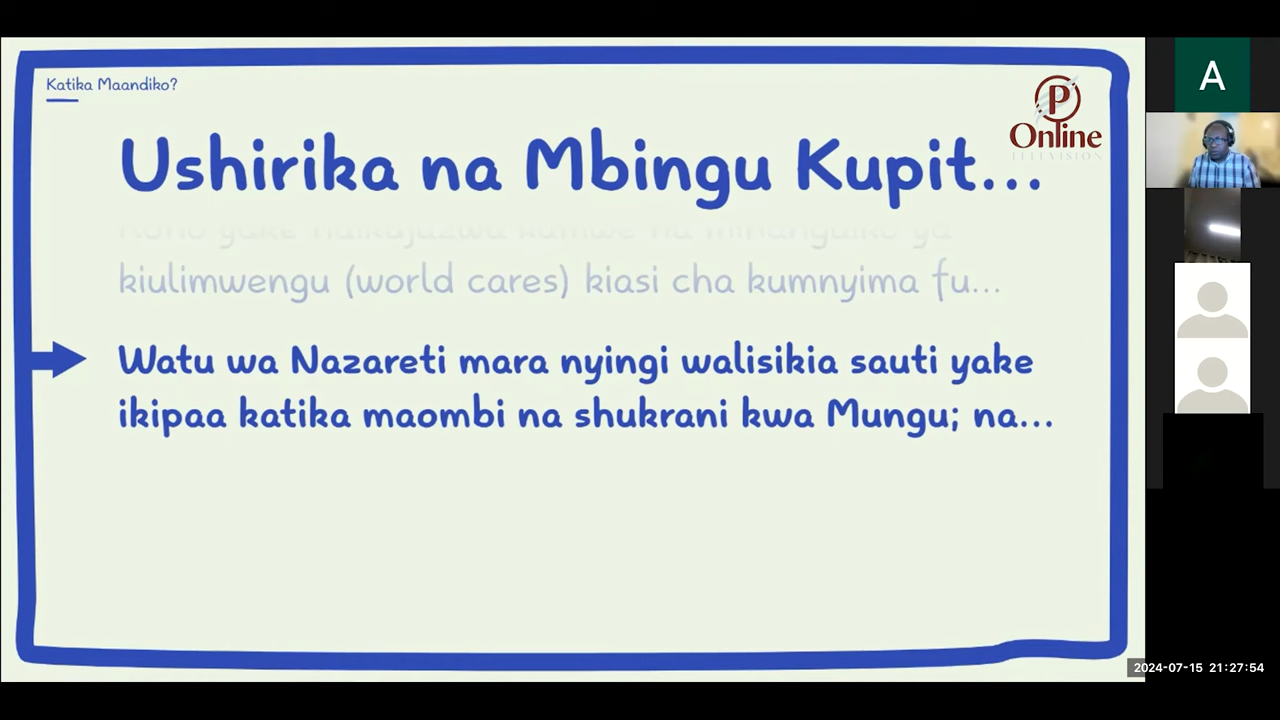 Katika Maandiko?
P
Online
TELEVISION
Ushirika na Mbingu Kupit...
kiulimwengu (world cares) kiasi cha kumnyima fu...
Watu wa Nazareti mara nyingi walisikia sauti yake
ikipaa katika maombi na shukrani kwa Mungu; na...
A
2024-07-15 21:27:54